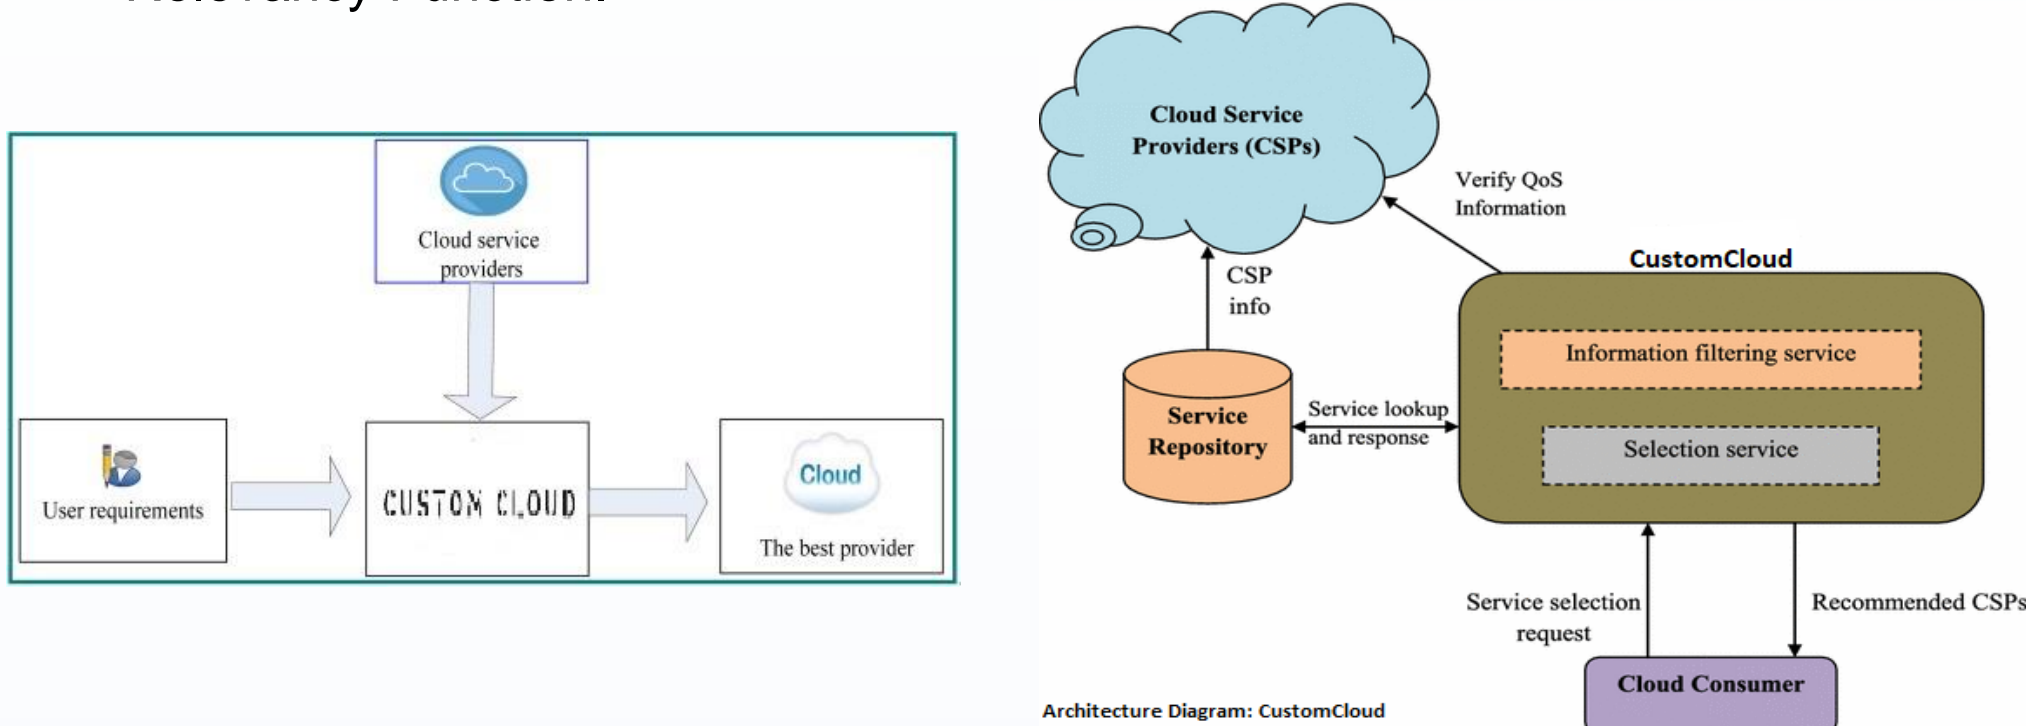 Relevancy Function.
Cloud service
providers
User requirements
CUSTOM CLOUD
Cloud
The best provider
Cloud Service
Providers (CSPs)
Verify QoS
Information
CSP
info
CustomCloud
Information filtering service
Selection service
Service
Repository
Service lookup
and response
Service selection
request
Recommended CSPs
Cloud Consumer
Architecture Diagram: CustomCloud